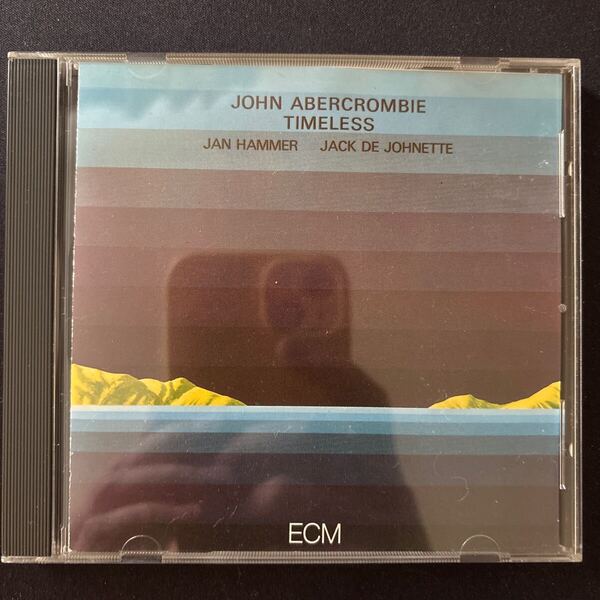 JOHN ABERCROMBIE
TIMELESS
JAN HAMMER JACK DE JOHNETTE
ECM